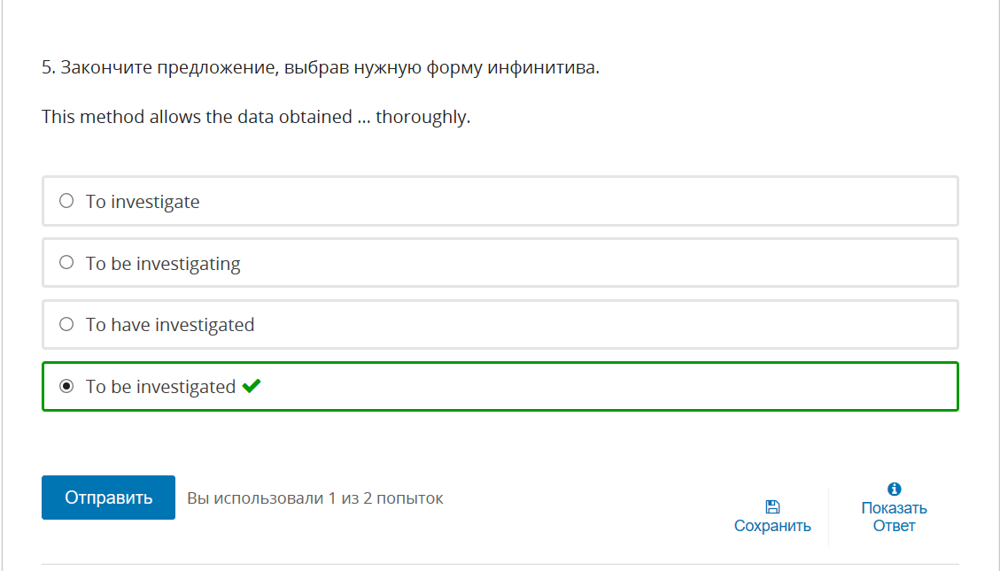 5. Закончите предложение, выбрав нужную форму инфинитива.
This method allows the data obtained ... thoroughly.
To investigate
To be investigating
To have investigated
To be investigated
Отправить
Вы использовали 1 из 2 попыток
Сохранить
Показать
Ответ